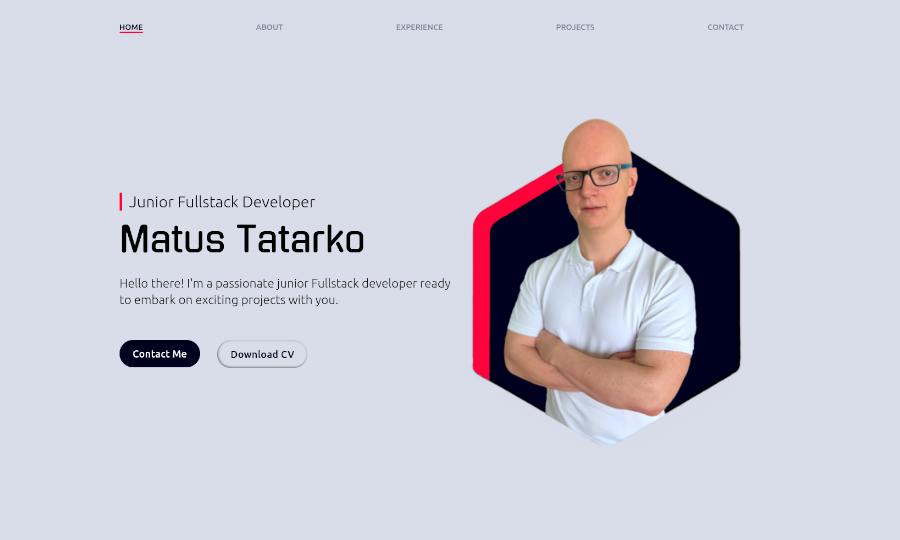 HOME
ABOUT
EXPERIENCE
PROJECTS
CONTACT
Junior Fullstack Developer
Matus Tatarko
Hello there! I'm a passionate junior Fullstack developer ready
to embark on exciting projects with you.
Contact Me
Download CV